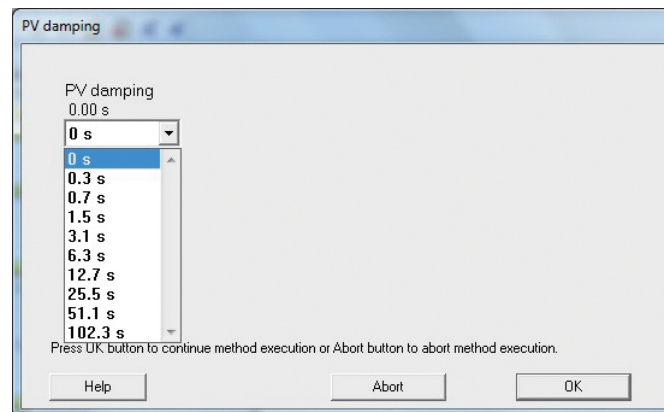 PV damping
PV damping
0.00 s
0 s
0 s
0.3 s
0.7 s
1.5 s
3.1 s
6.3 s
12.7 s
25.5 s
51.1 s
102.3 s
Press OK button to continue method execution or Abort button to abort method execution.
Help Abort OK